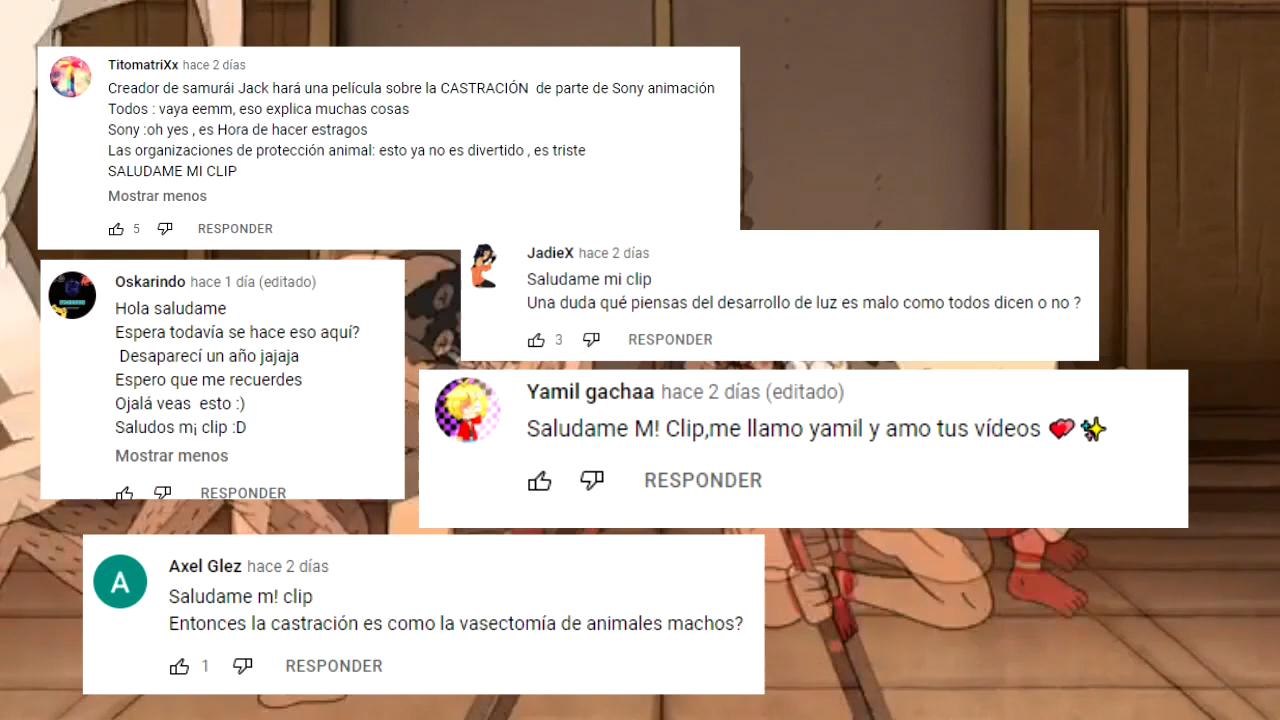 TitomatriXx hace 2 días
Creador de samurái Jack hará una película sobre la CASTRACIÓN de parte de Sony animación
Todos : vaya eemm, eso explica muchas cosas
Sony :oh yes , es Hora de hacer estragos
Las organizaciones de protección animal: esto ya no es divertido , es triste
SALUDAME MI CLIP
Mostrar menos
5 RESPONDER
JadieX hace 2 días
Saludame mi clip
Una duda qué piensas del desarrollo de luz es malo como todos dicen o no ?
3 RESPONDER
Oskarindo hace 1 día (editado)
Hola saludame
Espera todavía se hace eso aquí?
Desaparecí un año jajaja
Espero que me recuerdes
Ojalá veas esto :)
Saludos m¡ clip :D
Mostrar menos
RESPONDER
Yamil gachaa hace 2 días (editado)
Saludame M! Clip,me llamo yamil y amo tus vídeos 💖✨
RESPONDER
A
Axel Glez hace 2 días
Saludame m! clip
Entonces la castración es como la vasectomía de animales machos?
1 RESPONDER